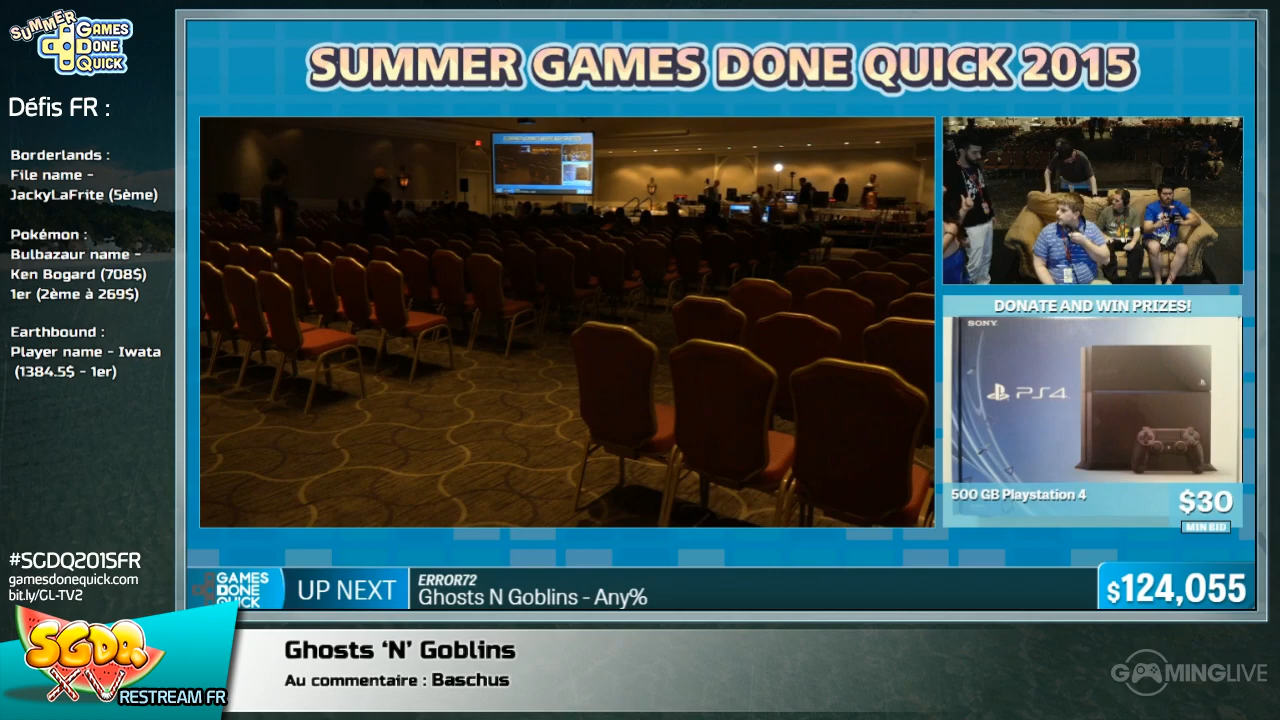 SUMMER
GAMES
DONE
QUICK
Défis FR :
Borderlands :
File name -
JackyLaFrite (5ème)
Pokémon :
Bulbazaur name -
Ken Bogard (708$)
1er (2ème à 269$)
Earthbound :
Player name - Iwata
(1384.5$ - 1er)
#SGDQ2015FR
gamesdonequick.com
bit.ly/GL-TV2
SGDQ
RESTREAM FR
SUMMER GAMES DONE QUICK 2015
DONATE AND WIN PRIZES!
SONY
PS4
500 GB Playstation 4
$30
MIN BID
GAMES
DONE
QUICK
UP NEXT
ERROR72
Ghosts N Goblins - Any%
$124,055
Ghosts ‘N’ Goblins
Au commentaire : Baschus
GAMINGLIVE